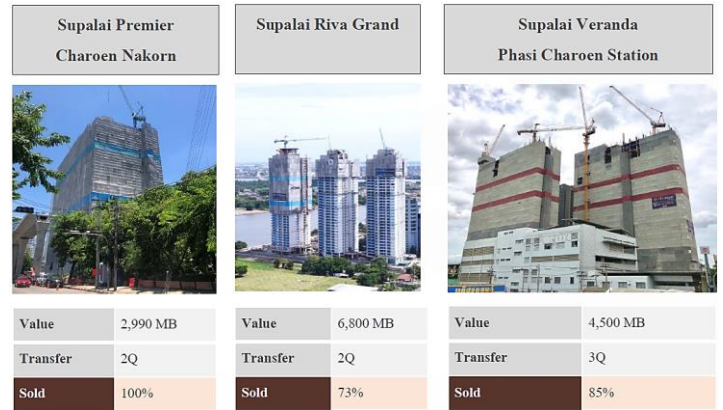 Supalai Premier
Charoen Nakorn
Supalai Riva Grand
Supalai Veranda
Phasi Charoen Station
Value 2,990 MB
Transfer 2Q
Sold 100%
Value 6,800 MB
Transfer 2Q
Sold 73%
Value 4,500 MB
Transfer 3Q
Sold 85%